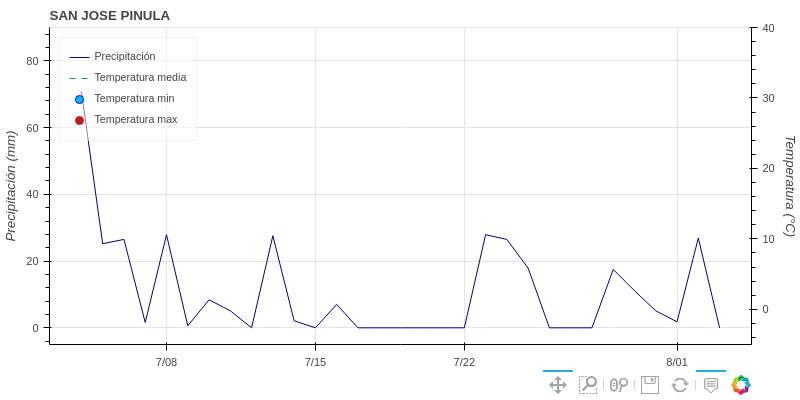 SAN JOSE PINULA
Precipitación
Temperatura media
Temperatura min
Temperatura max
Precipitación (mm)
80
60
40
20
0
Temperatura (°C)
40
30
20
10
0
7/08
7/15
7/22
8/01